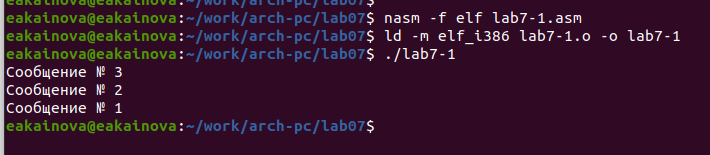 eakainova@eakainova:~/work/arch-pc/lab07$ nasm -f elf lab7-1.asm
eakainova@eakainova:~/work/arch-pc/lab07$ ld -m elf_i386 lab7-1.o -o lab7-1
eakainova@eakainova:~/work/arch-pc/lab07$ ./lab7-1
Сообщение № 3
Сообщение № 2
Сообщение № 1
eakainova@eakainova:~/work/arch-pc/lab07$